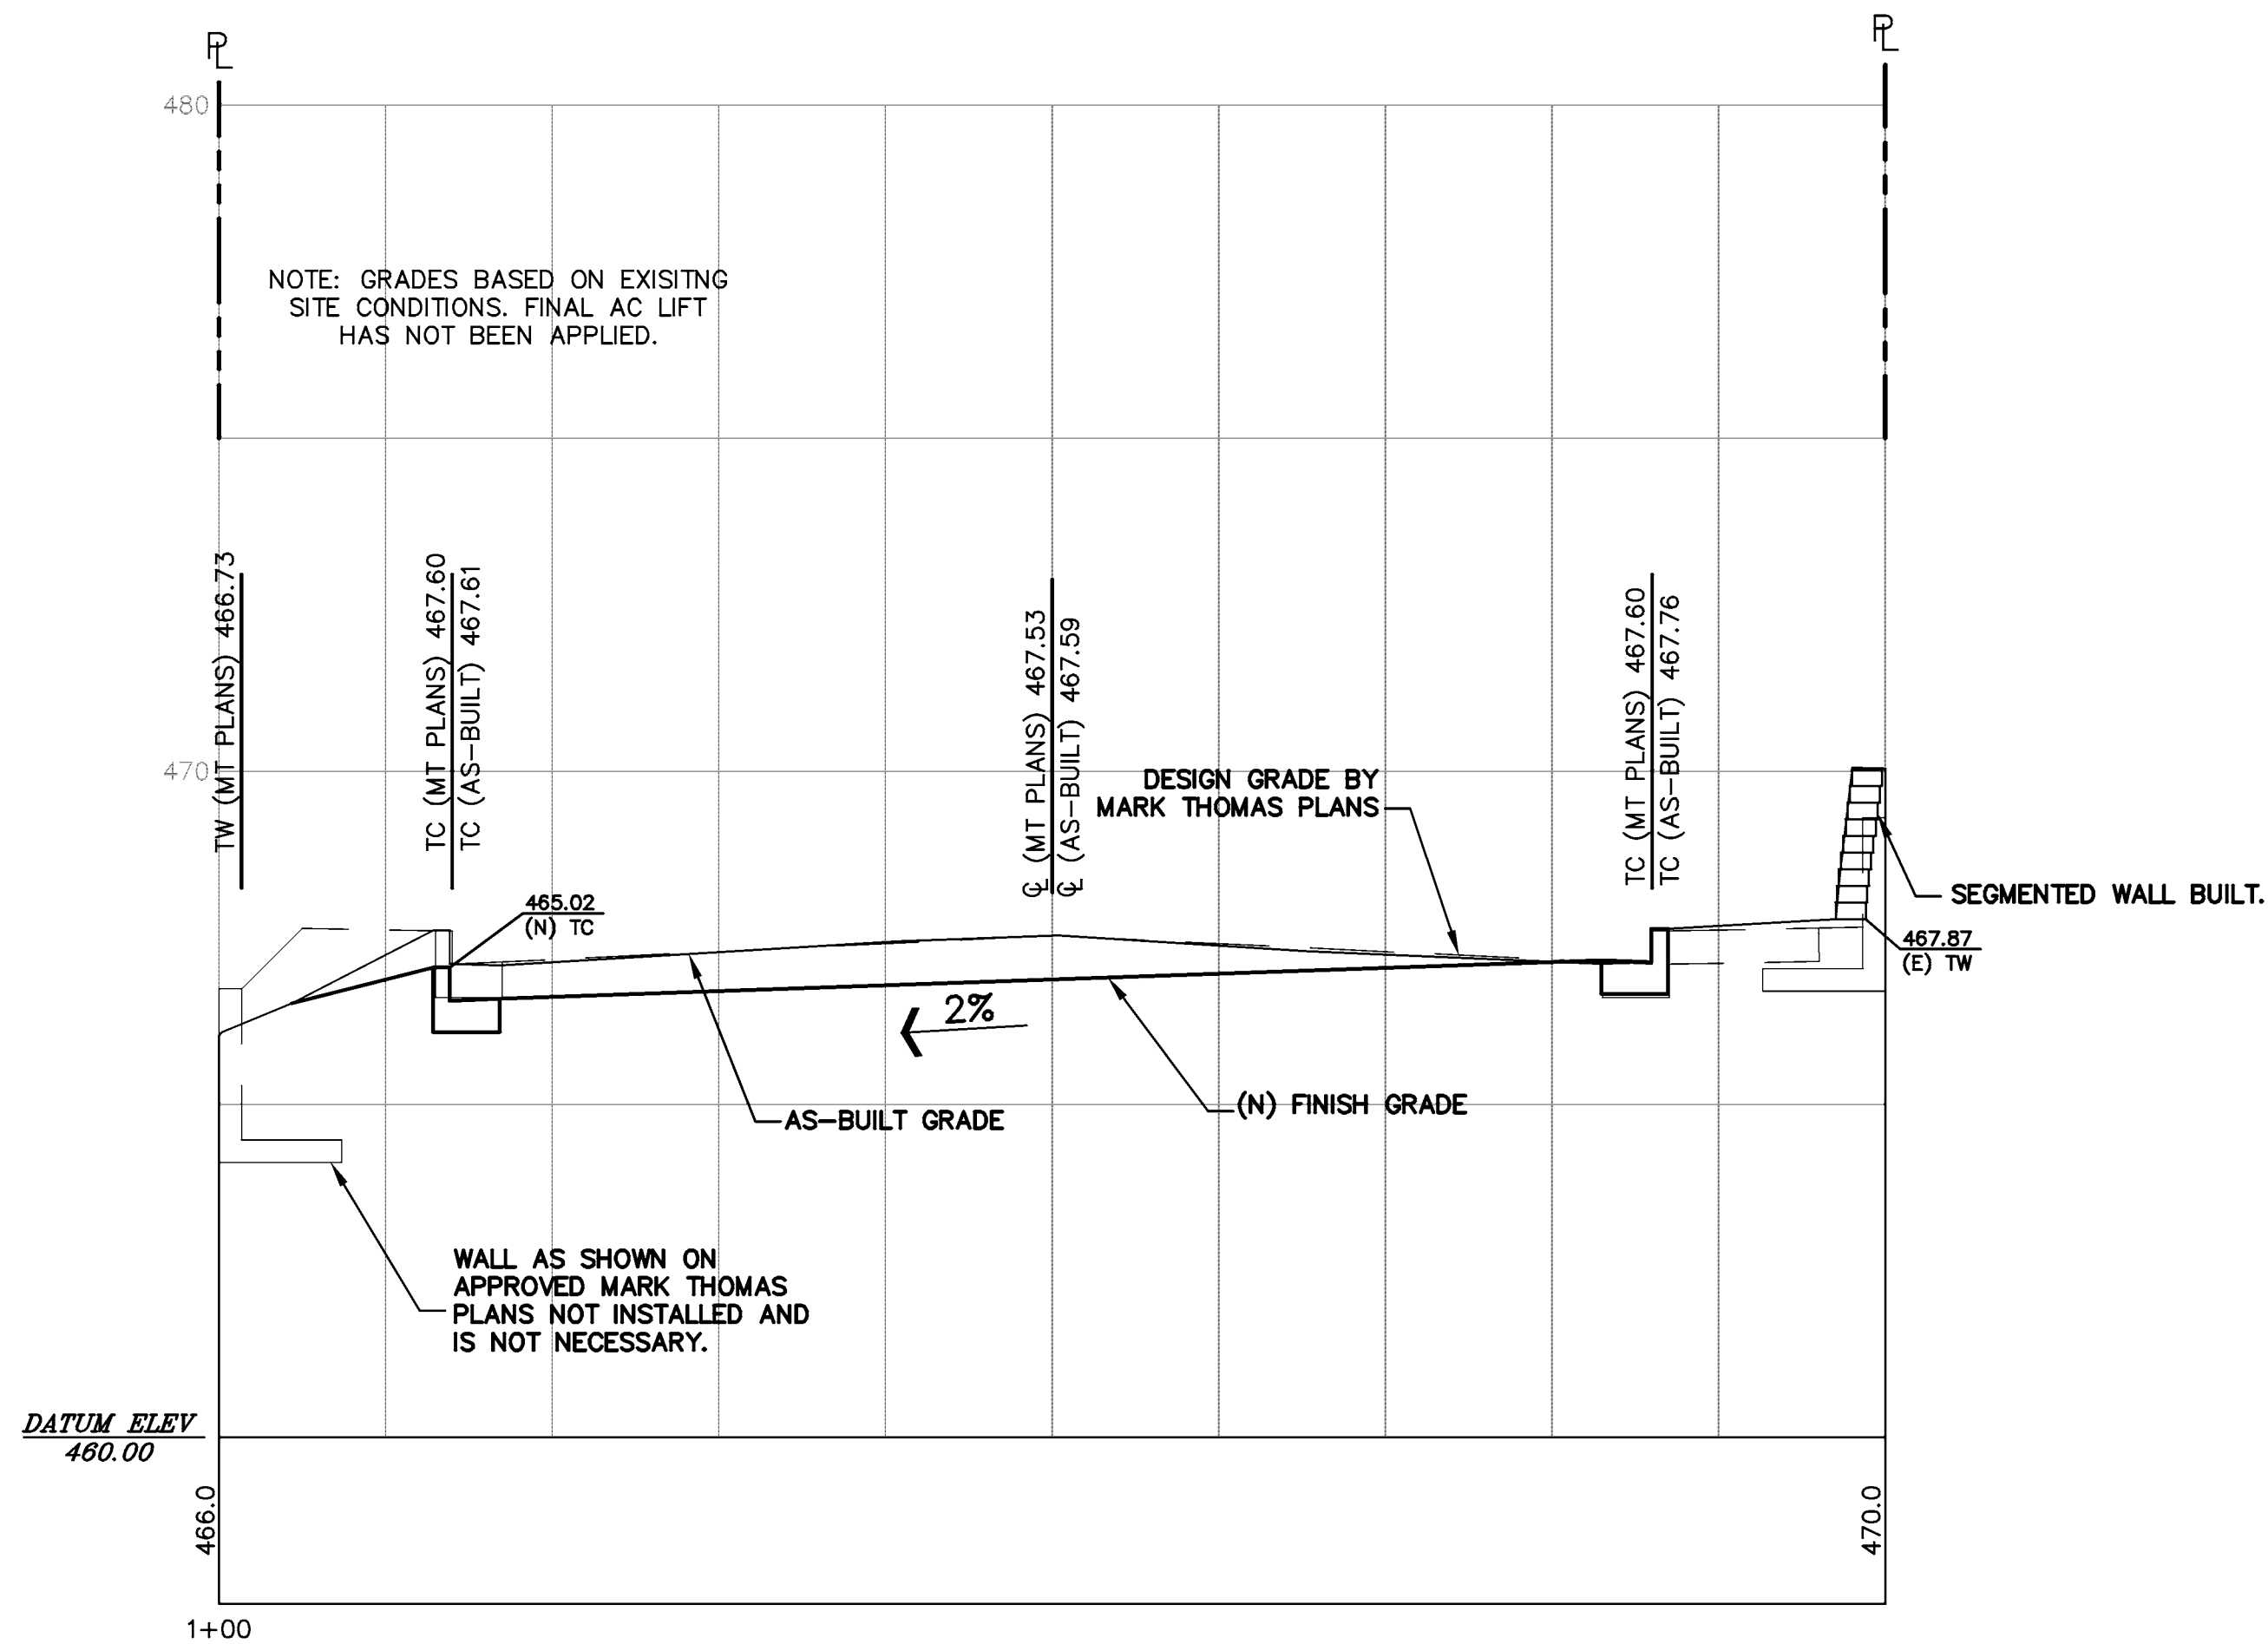 PL
PL
480
NOTE: GRADES BASED ON EXISITNG
SITE CONDITIONS. FINAL AC LIFT
HAS NOT BEEN APPLIED.
TW (MT PLANS) 466.73
TC (MT PLANS) 467.60
TC (AS-BUILT) 467.61
CL (MT PLANS) 467.53
CL (AS-BUILT) 467.59
TC (MT PLANS) 467.60
TC (AS-BUILT) 467.76
470
DESIGN GRADE BY
MARK THOMAS PLANS
SEGMENTED WALL BUILT.
465.02
(N) TC
467.87
(E) TW
2%
AS-BUILT GRADE
(N) FINISH GRADE
WALL AS SHOWN ON
APPROVED MARK THOMAS
PLANS NOT INSTALLED AND
IS NOT NECESSARY.
DATUM ELEV
460.00
466.0
470.0
1+00